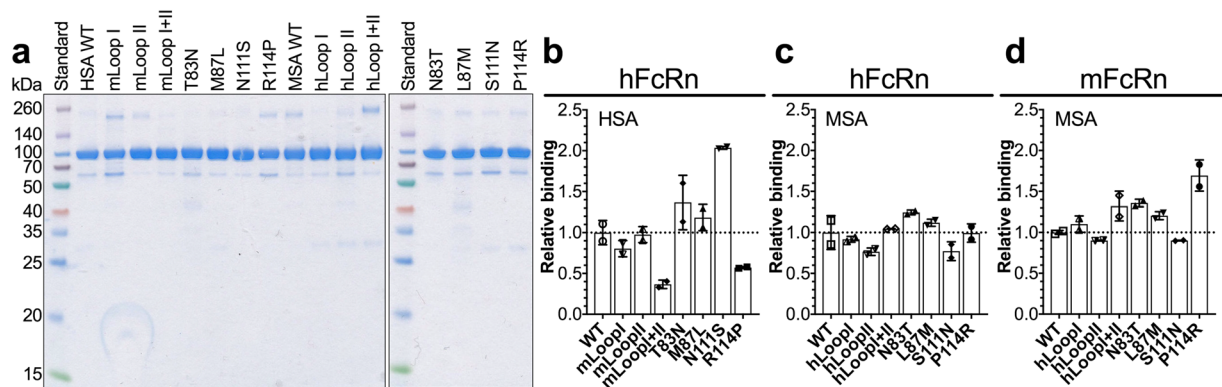 a
kDa
Standard
HSA WT
mLoop I
mLoop II
mLoop I+II
T83N
M87L
N111S
R114P
MSA WT
hLoop I
hLoop II
hLoop I+II
Standard
N83T
L87M
S111N
P114R
260
140
100
70
50
40
35
25
20
15
b
hFcRn
HSA
Relative binding
2.5
2.0
1.5
1.0
0.5
0.0
WT
mLoopI
mLoopII
mLoopI+II
T83N
M87L
N111S
R114P
c
hFcRn
MSA
Relative binding
2.5
2.0
1.5
1.0
0.5
0.0
WT
hLoopI
hLoopII
hLoopI+II
N83T
L87M
S111N
P114R
d
mFcRn
MSA
Relative binding
2.5
2.0
1.5
1.0
0.5
0.0
WT
hLoopI
hLoopII
hLoopI+II
N83T
L87M
S111N
P114R